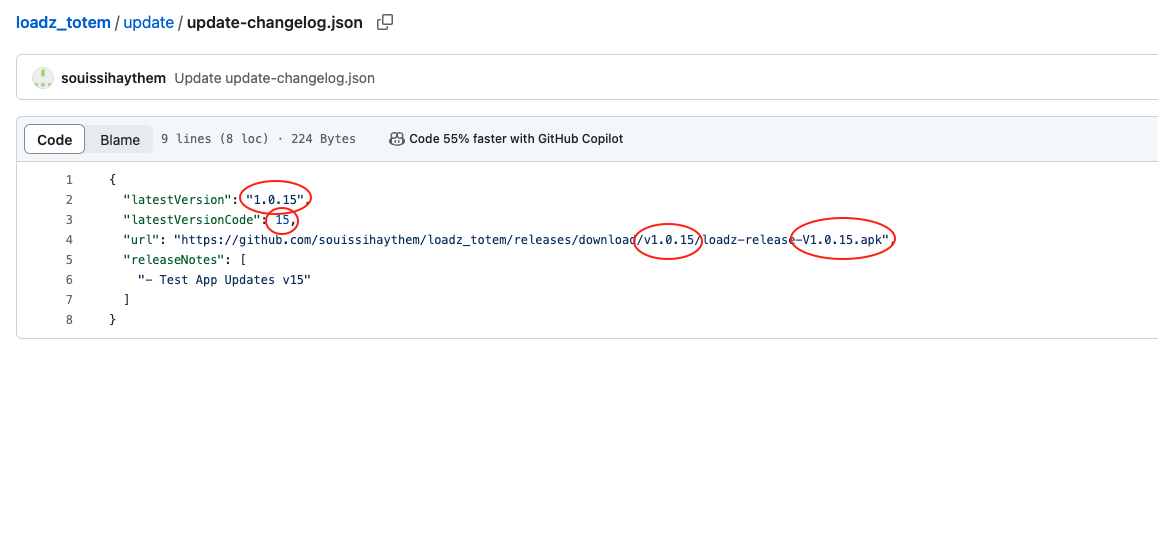 loadz_totem / update / update-changelog.json
souissihaythem Update update-changelog.json
Code Blame 9 lines (8 loc) · 224 Bytes Code 55% faster with GitHub Copilot
1 {
2 "latestVersion": "1.0.15",
3 "latestVersionCode": 15,
4 "url": "https://github.com/souissihaythem/loadz_totem/releases/download/v1.0.15/loadz-release-V1.0.15.apk",
5 "releaseNotes": [
6 "- Test App Updates v15"
7 ]
8 }